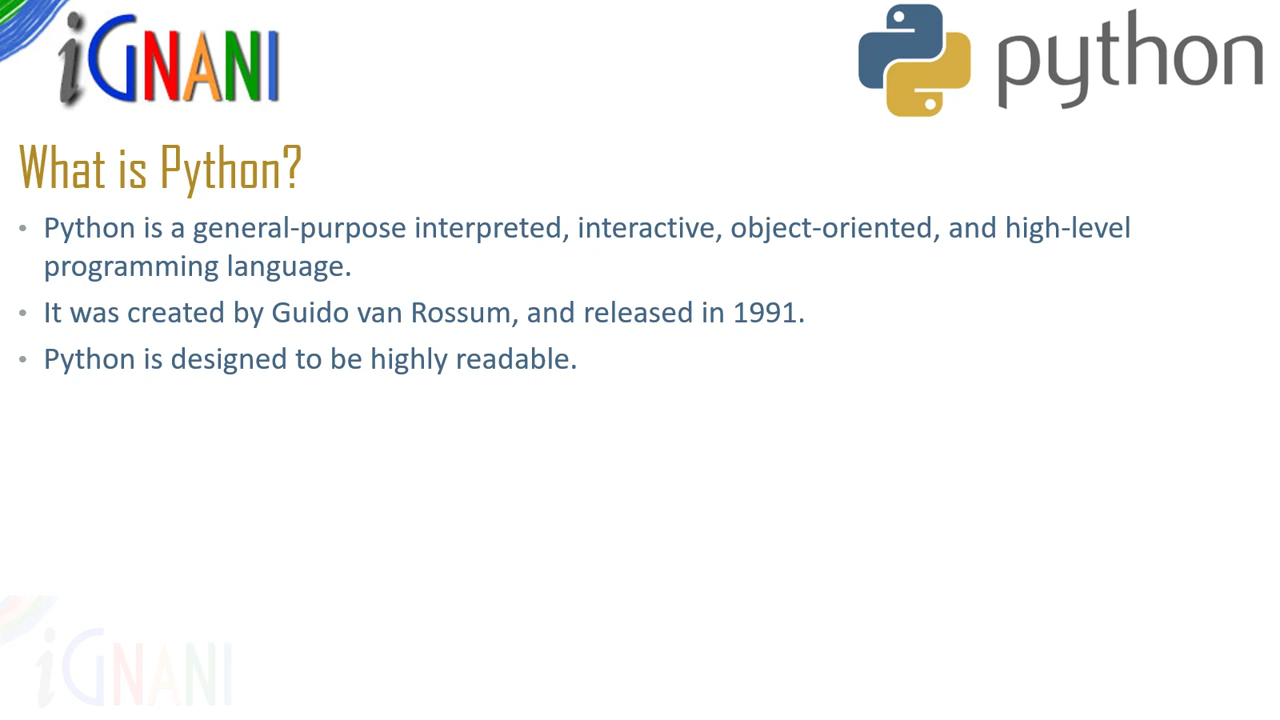 iGNANI
python
What is Python?
• Python is a general-purpose interpreted, interactive, object-oriented, and high-level
programming language.
• It was created by Guido van Rossum, and released in 1991.
• Python is designed to be highly readable.
iGNANI